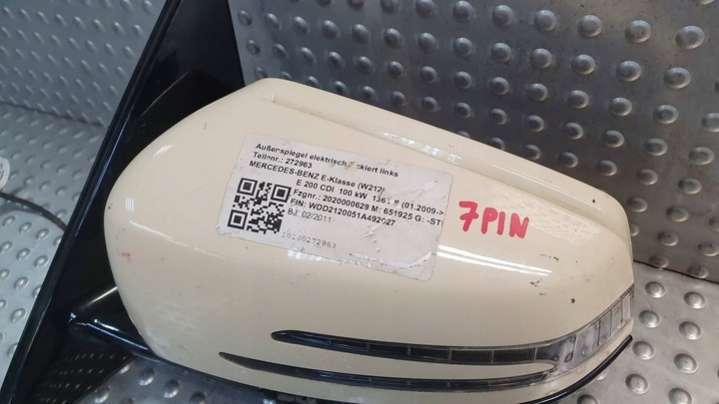 Außenspiegel elektrisch lackiert links
Teilnr.: 272963
MERCEDES-BENZ E-Klasse (W212)
E 200 CDI 100 kW 136 (01.2009->
Fzgnr.: 2020000629 M: 651925 G: -ST
FIN: WDD2120051A492027
BJ: 02/2011
272963
7PIN